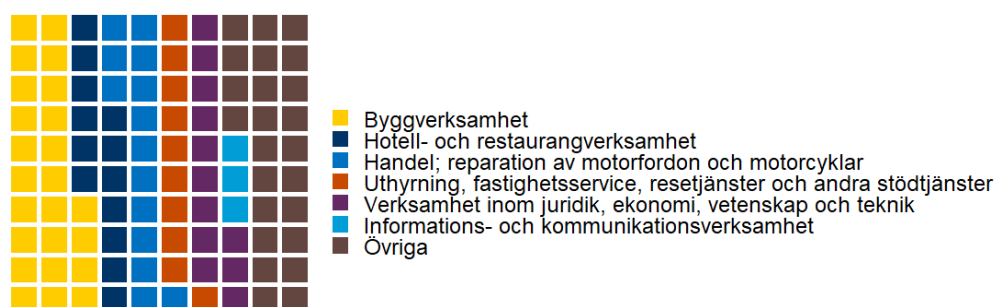 Byggverksamhet
Hotell- och restaurangverksamhet
Handel; reparation av motorfordon och motorcyklar
Uthyrning, fastighetsservice, resetjänster och andra stödtjänster
Verksamhet inom juridik, ekonomi, vetenskap och teknik
Informations- och kommunikationsverksamhet
Övriga